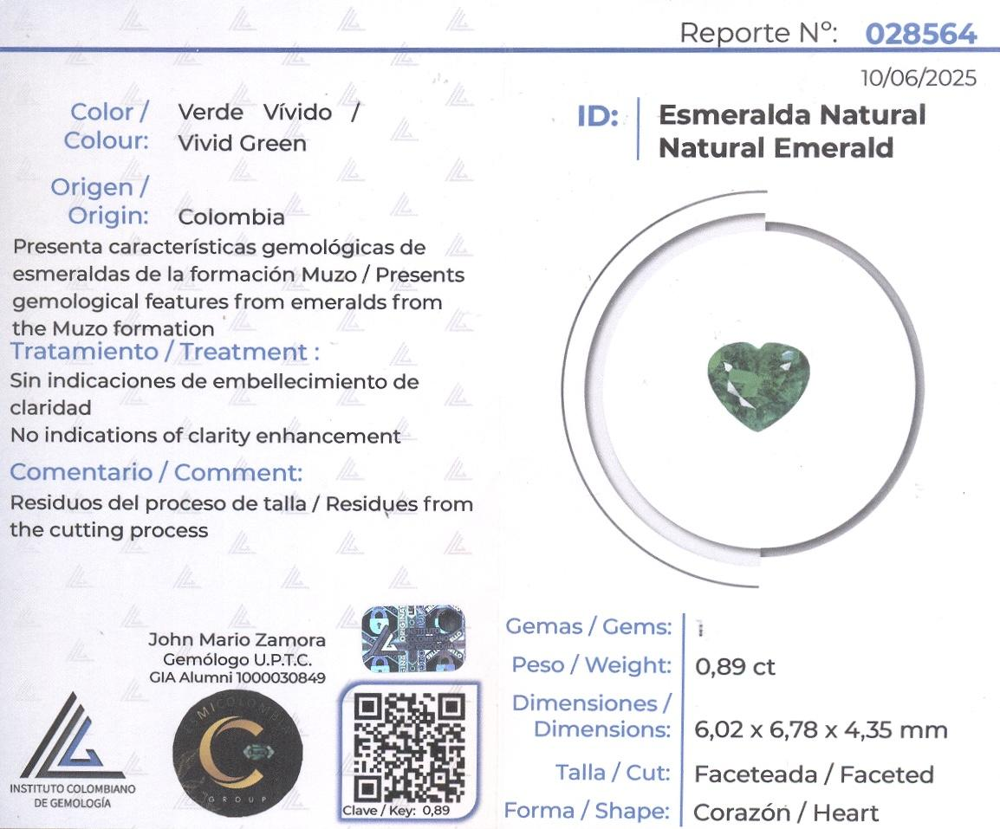 Reporte N°: 028564
10/06/2025
Color / Verde Vívido /
Colour: Vivid Green
Origen /
Origin: Colombia
Presenta características gemológicas de
esmeraldas de la formación Muzo / Presents
gemological features from emeralds from
the Muzo formation
Tratamiento / Treatment :
Sin indicaciones de embellecimiento de
claridad
No indications of clarity enhancement
Comentario / Comment:
Residuos del proceso de talla / Residues from
the cutting process
John Mario Zamora
Gemólogo U.P.T.C.
GIA Alumni 1000030849
INSTITUTO COLOMBIANO
DE GEMOLOGÍA
GROUP
Clave / Key: 0,89
ID: Esmeralda Natural
Natural Emerald
Gemas / Gems:
Peso / Weight: 0,89 ct
Dimensiones /
Dimensions: 6,02 x 6,78 x 4,35 mm
Talla / Cut: Faceteada / Faceted
Forma / Shape: Corazón / Heart